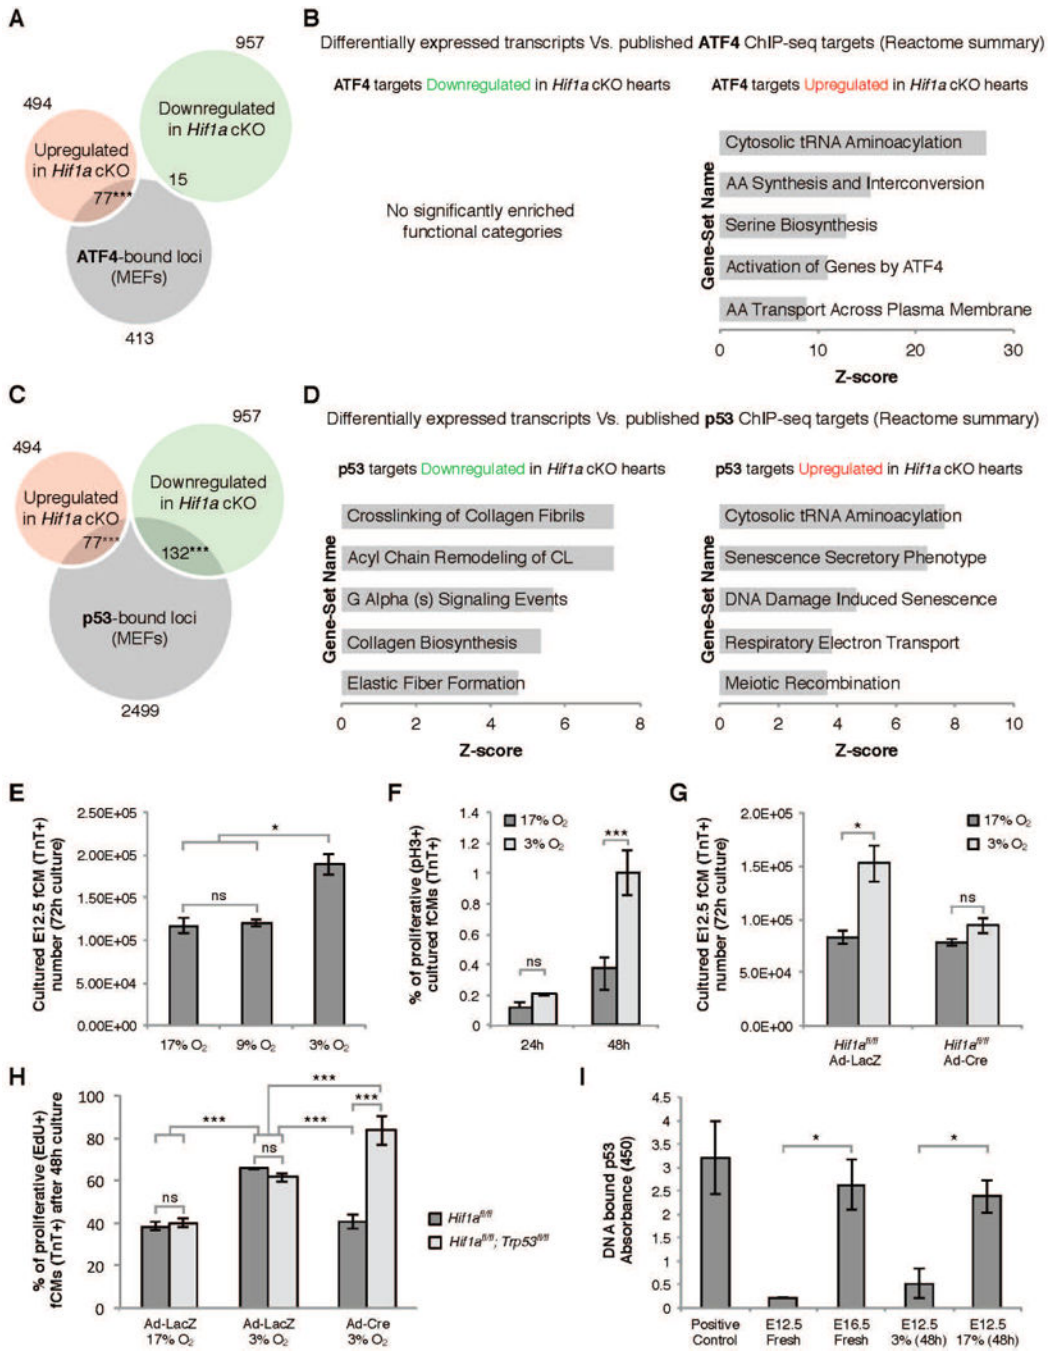 A
957
494
Downregulated
in Hif1a cKO
Upregulated
in Hif1a cKO
15
77***
ATF4-bound loci
(MEFs)
413
B
Differentially expressed transcripts Vs. published ATF4 ChIP-seq targets (Reactome summary)
ATF4 targets Downregulated in Hif1a cKO hearts
No significantly enriched
functional categories
ATF4 targets Upregulated in Hif1a cKO hearts
Gene-Set Name
Cytosolic tRNA Aminoacylation
AA Synthesis and Interconversion
Serine Biosynthesis
Activation of Genes by ATF4
AA Transport Across Plasma Membrane
0 10 20 30
Z-score
C
957
494
Downregulated
in Hif1a cKO
Upregulated
in Hif1a cKO
77***
132***
p53-bound loci
(MEFs)
2499
D
Differentially expressed transcripts Vs. published p53 ChIP-seq targets (Reactome summary)
p53 targets Downregulated in Hif1a cKO hearts
Gene-Set Name
Crosslinking of Collagen Fibrils
Acyl Chain Remodeling of CL
G Alpha (s) Signaling Events
Collagen Biosynthesis
Elastic Fiber Formation
0 2 4 6 8
Z-score
p53 targets Upregulated in Hif1a cKO hearts
Gene-Set Name
Cytosolic tRNA Aminoacylation
Senescence Secretory Phenotype
DNA Damage Induced Senescence
Respiratory Electron Transport
Meiotic Recombination
0 2 4 6 8 10
Z-score
E
Cultured E12.5 fCM (TnT+)
number (72h culture)
2.50E+05
2.00E+05
1.50E+05
1.00E+05
5.00E+04
0.00E+00
*
ns
17% O₂ 9% O₂ 3% O₂
F
% of proliferative (pH3+)
cultured fCMs (TnT+)
1.4
1.2
1
0.8
0.6
0.4
0.2
0
17% O₂
3% O₂
***
ns
24h 48h
G
Cultured E12.5 fCM (TnT+)
number (72h culture)
2.0E+05
1.5E+05
1.0E+05
5.0E+04
0.0E+00
17% O₂
3% O₂
*
ns
Hif1a^fl/fl Hif1a^fl/fl
Ad-LacZ Ad-Cre
H
% of proliferative (EdU+)
fCMs (TnT+) after 48h culture
100
80
60
40
20
0
***
*** *** ***
ns
ns
Hif1a^fl/fl
Hif1a^fl/fl; Trp53^fl/fl
Ad-LacZ Ad-LacZ Ad-Cre
17% O₂ 3% O₂ 3% O₂
I
DNA bound p53
Absorbance (450)
4.5
4
3.5
3
2.5
2
1.5
1
0.5
0
* *
Positive E12.5 E16.5 E12.5 E12.5
Control Fresh Fresh 3% (48h) 17% (48h)